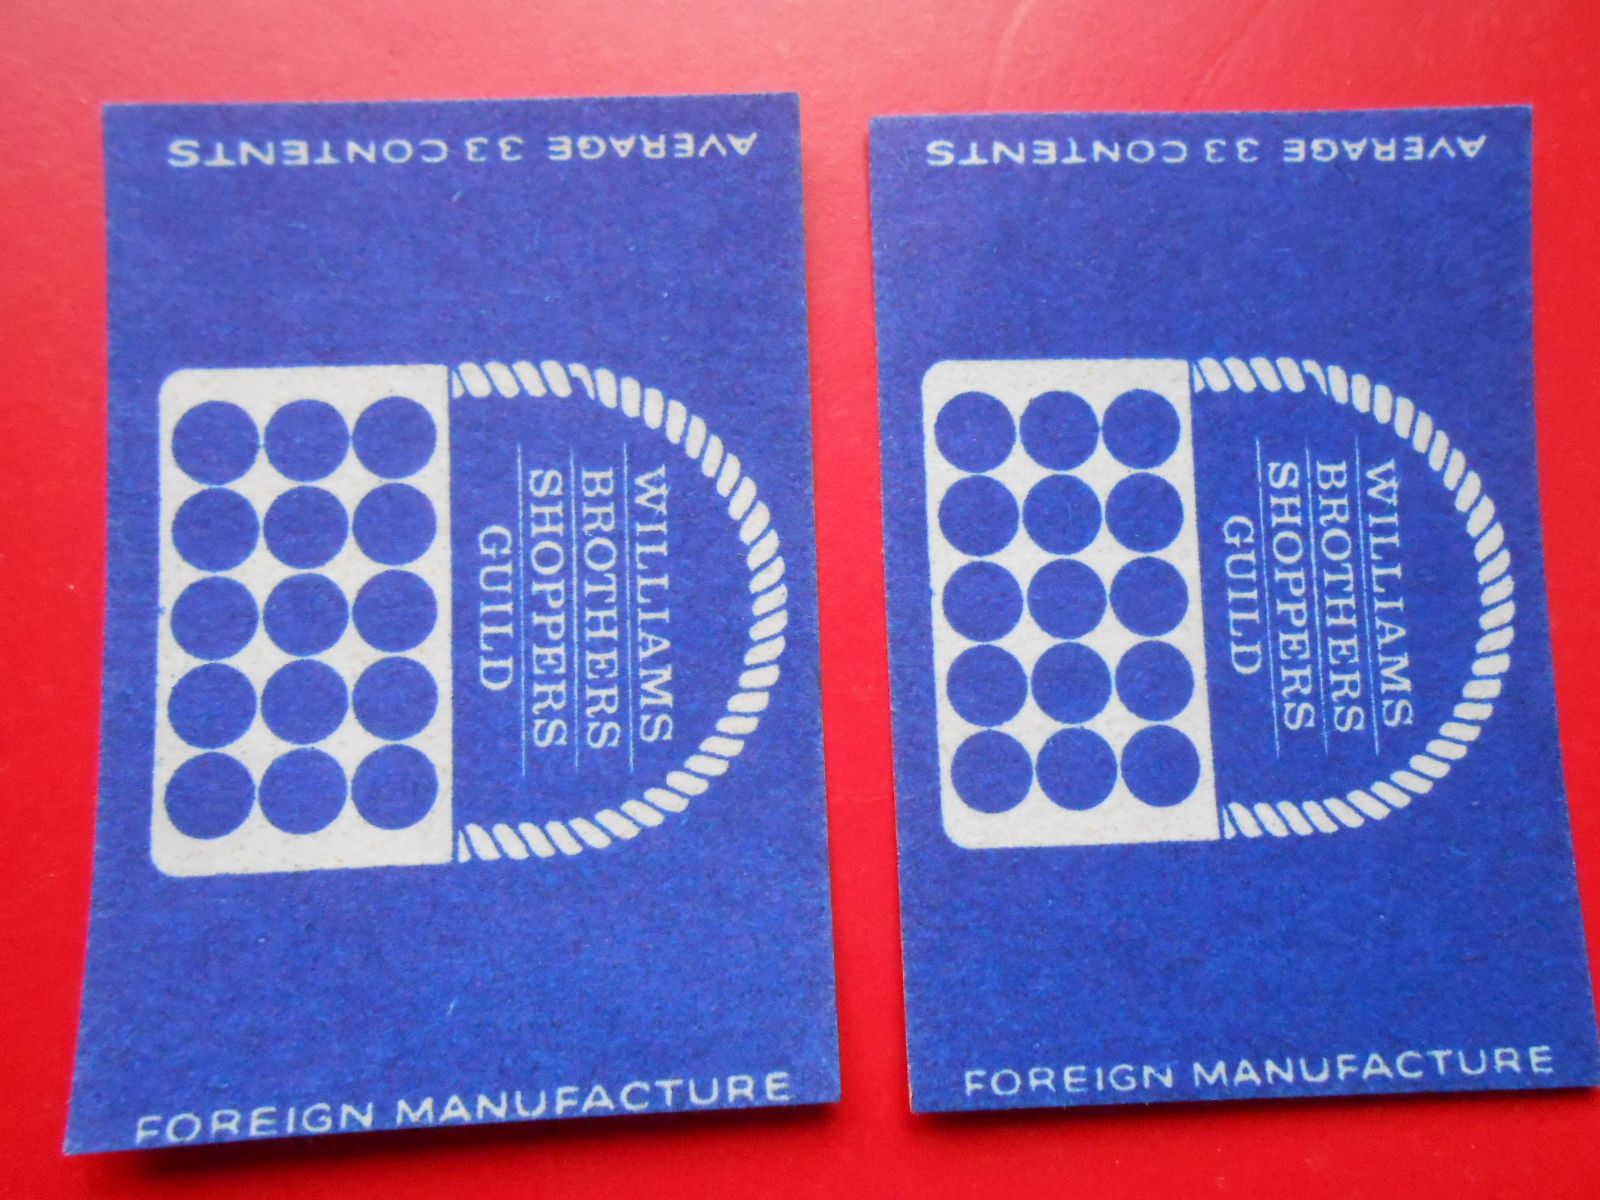 AVERAGE 33 CONTENTS
WILLIAMS
BROTHERS
SHOPPERS
GUILD
FOREIGN MANUFACTURE
AVERAGE 33 CONTENTS
WILLIAMS
BROTHERS
SHOPPERS
GUILD
FOREIGN MANUFACTURE